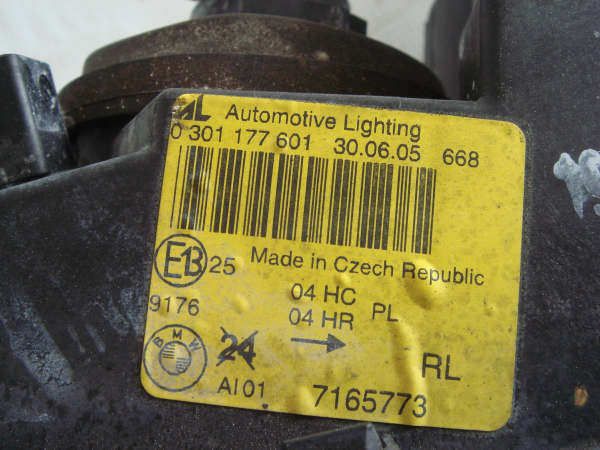 AL Automotive Lighting
0 301 177 601 30.06.05 668
E13 25 Made in Czech Republic
9176 04 HC PL
04 HR
BMW 24 → RL
AI01 7165773